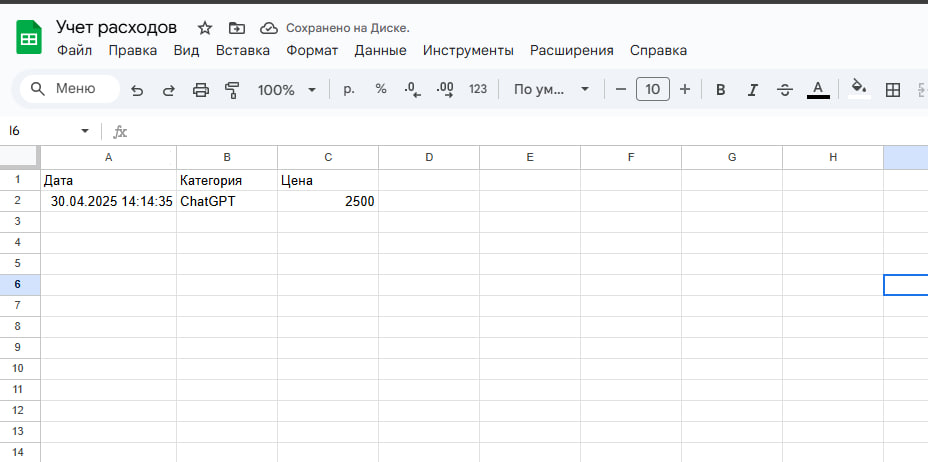 Учет расходов Сохранено на Диске.
Файл Правка Вид Вставка Формат Данные Инструменты Расширения Справка
Меню 100% р. % .0 .00 123 По ум... − 10 + B I S A
I6 fx
A B C D E F G H
1 Дата Категория Цена
2 30.04.2025 14:14:35 ChatGPT 2500
3
4
5
6
7
8
9
10
11
12
13
14